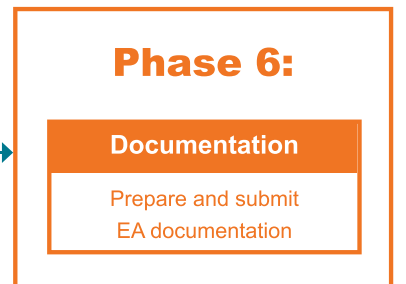 Phase 6:
Documentation
Prepare and submit
EA documentation